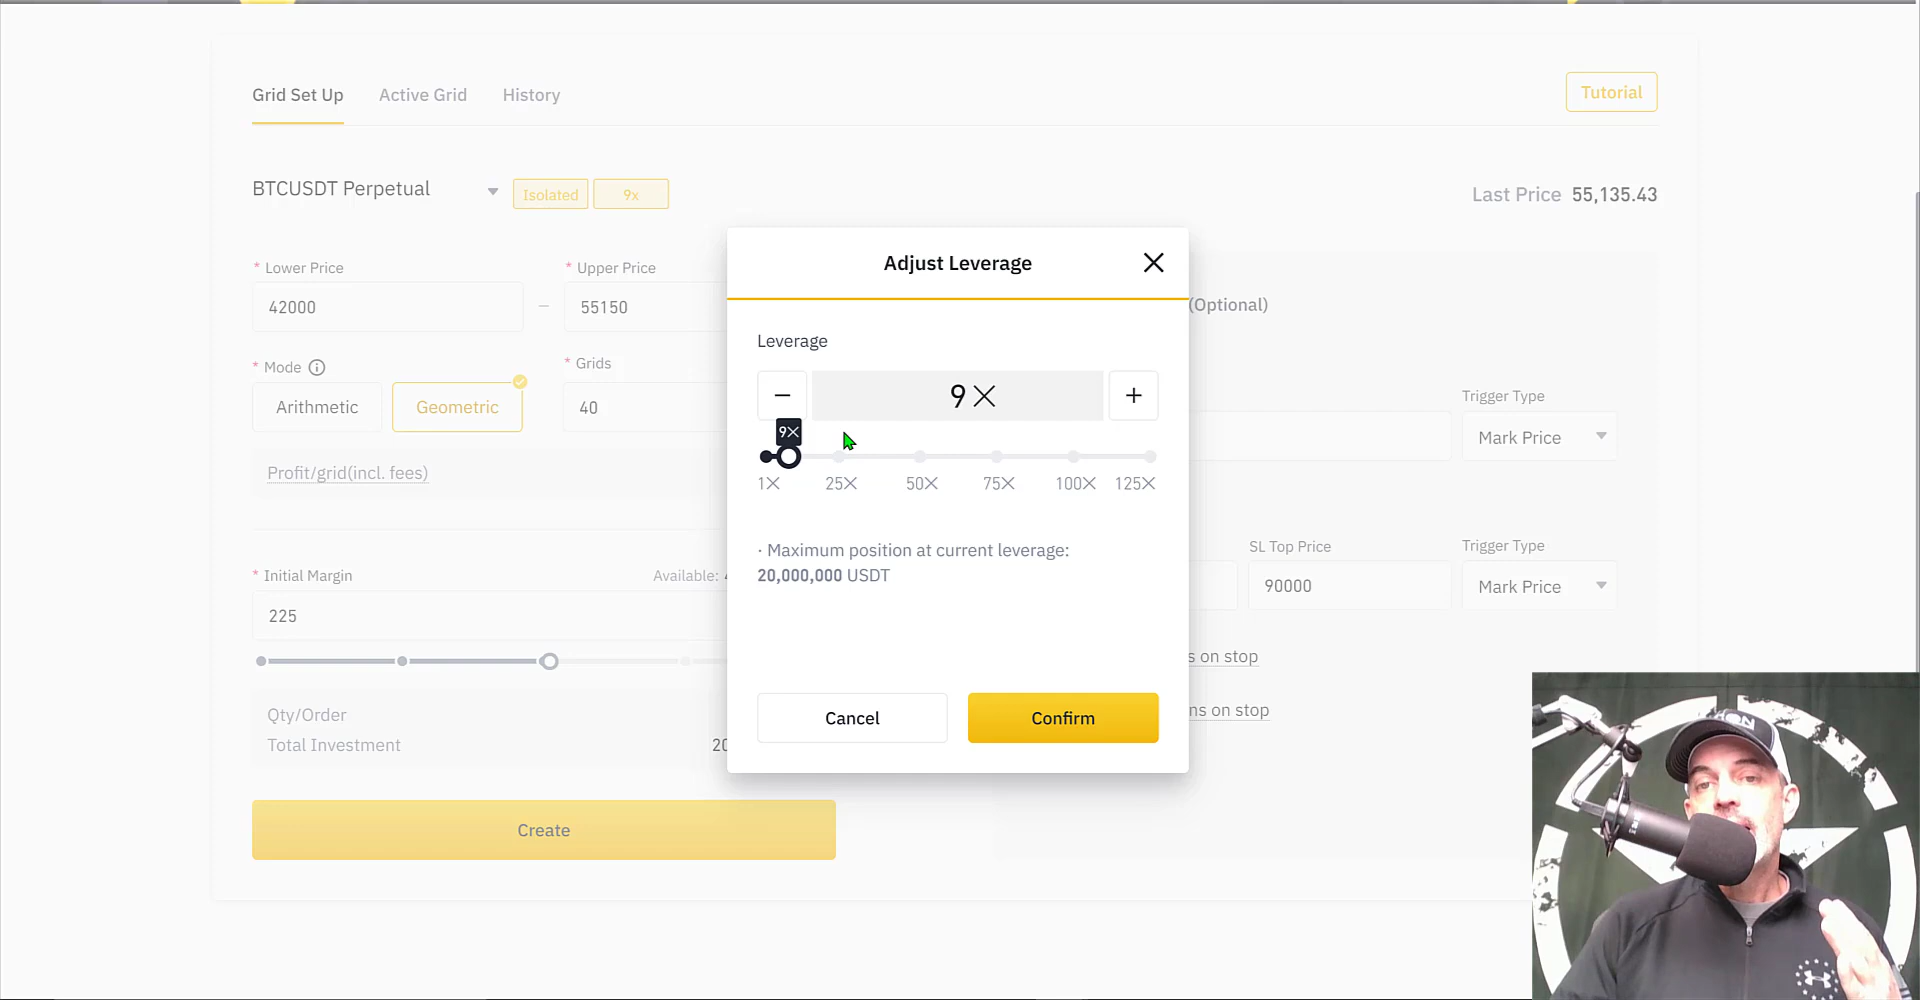 Grid Set Up Active Grid History Tutorial
BTCUSDT Perpetual Isolated 9x Last Price 55,135.43
* Lower Price * Upper Price
42000 – 55150
* Mode * Grids
Arithmetic Geometric 40
Profit/grid(incl. fees)
* Initial Margin Available:
225
Qty/Order
Total Investment
Create
Adjust Leverage
Leverage
− 9X +
9X
1X 25X 50X 75X 100X 125X
· Maximum position at current leverage:
20,000,000 USDT
Cancel Confirm
(Optional)
Trigger Type
Mark Price
SL Top Price Trigger Type
90000 Mark Price
s on stop
ns on stop